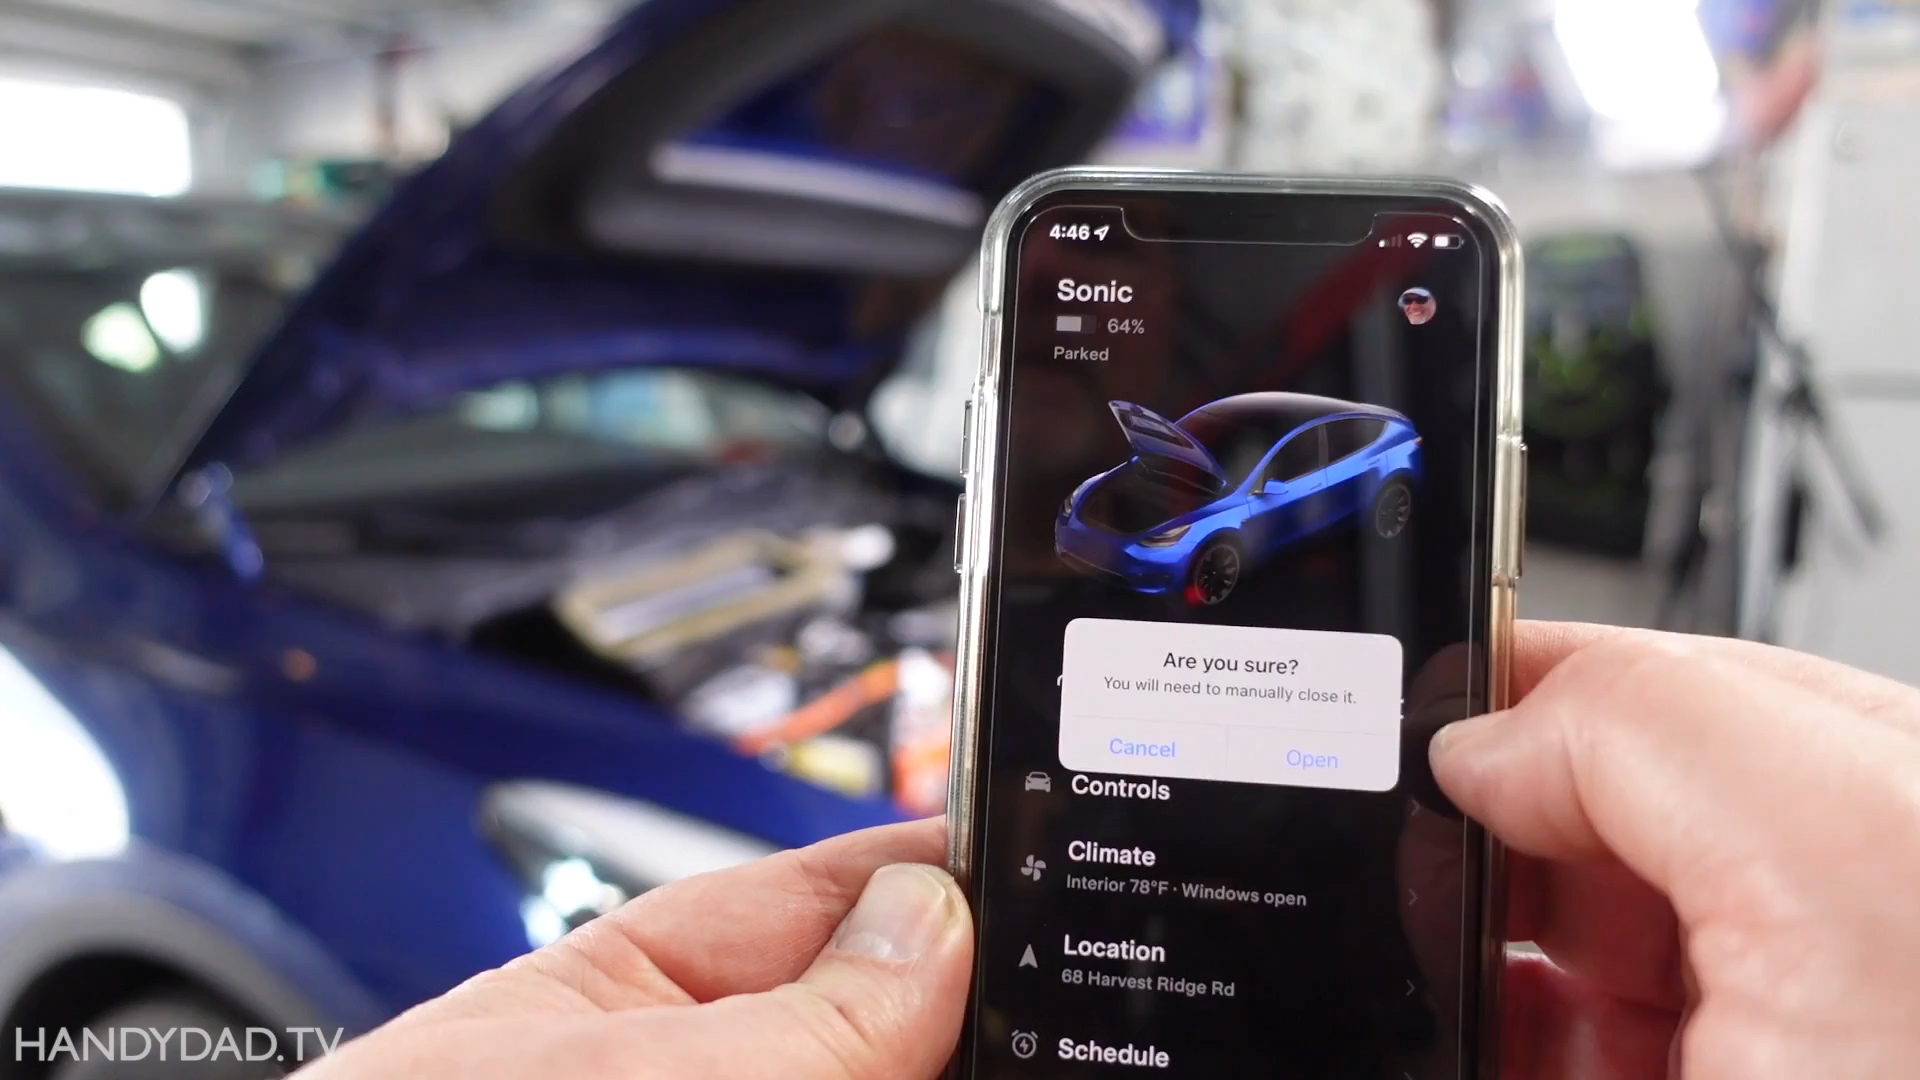 4:46
Sonic
64%
Parked
Are you sure?
You will need to manually close it.
Cancel
Open
Controls
Climate
Interior 78°F · Windows open
Location
68 Harvest Ridge Rd
Schedule
HANDYDAD.TV